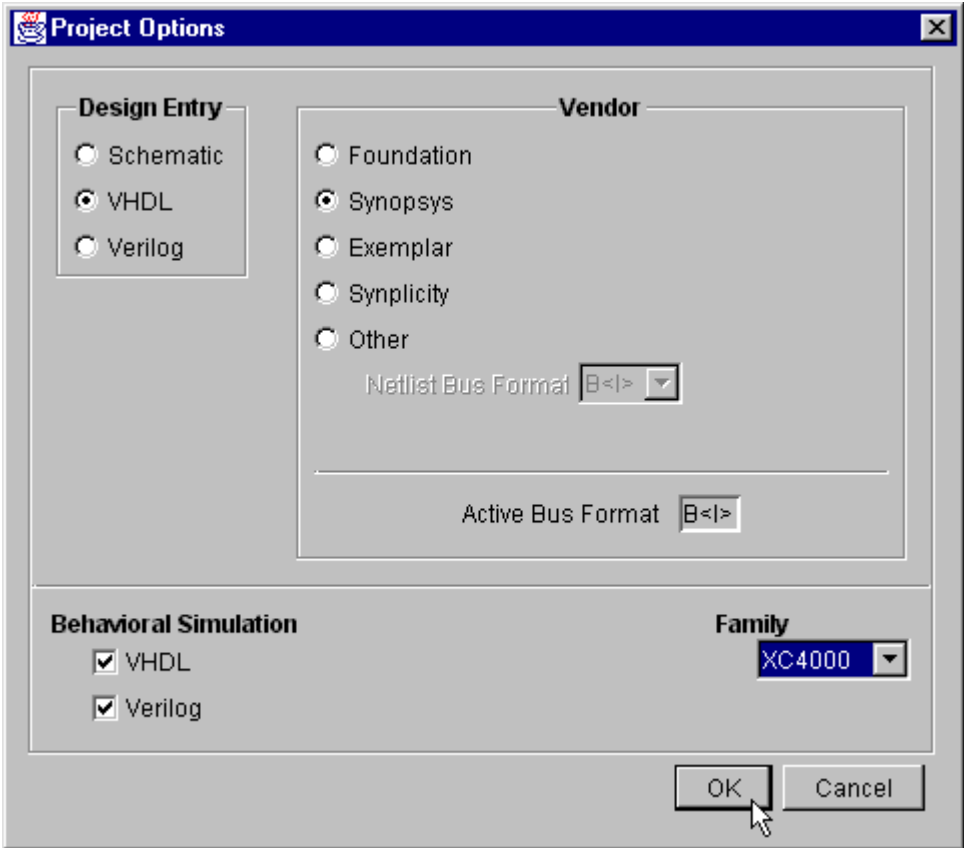 Project Options
Design Entry
Schematic
VHDL
Verilog
Vendor
Foundation
Synopsys
Exemplar
Synplicity
Other
Netlist Bus Format B<I>
Active Bus Format B<I>
Behavioral Simulation
VHDL
Verilog
Family
XC4000
OK Cancel